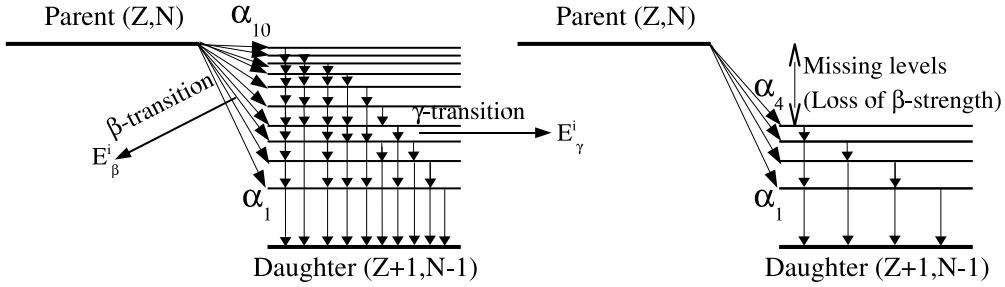 Parent (Z,N)
α10
β-transition
E^i_β
γ-transition
E^i_γ
α1
Daughter (Z+1,N-1)
Parent (Z,N)
Missing levels
(Loss of β-strength)
α4
α1
Daughter (Z+1,N-1)